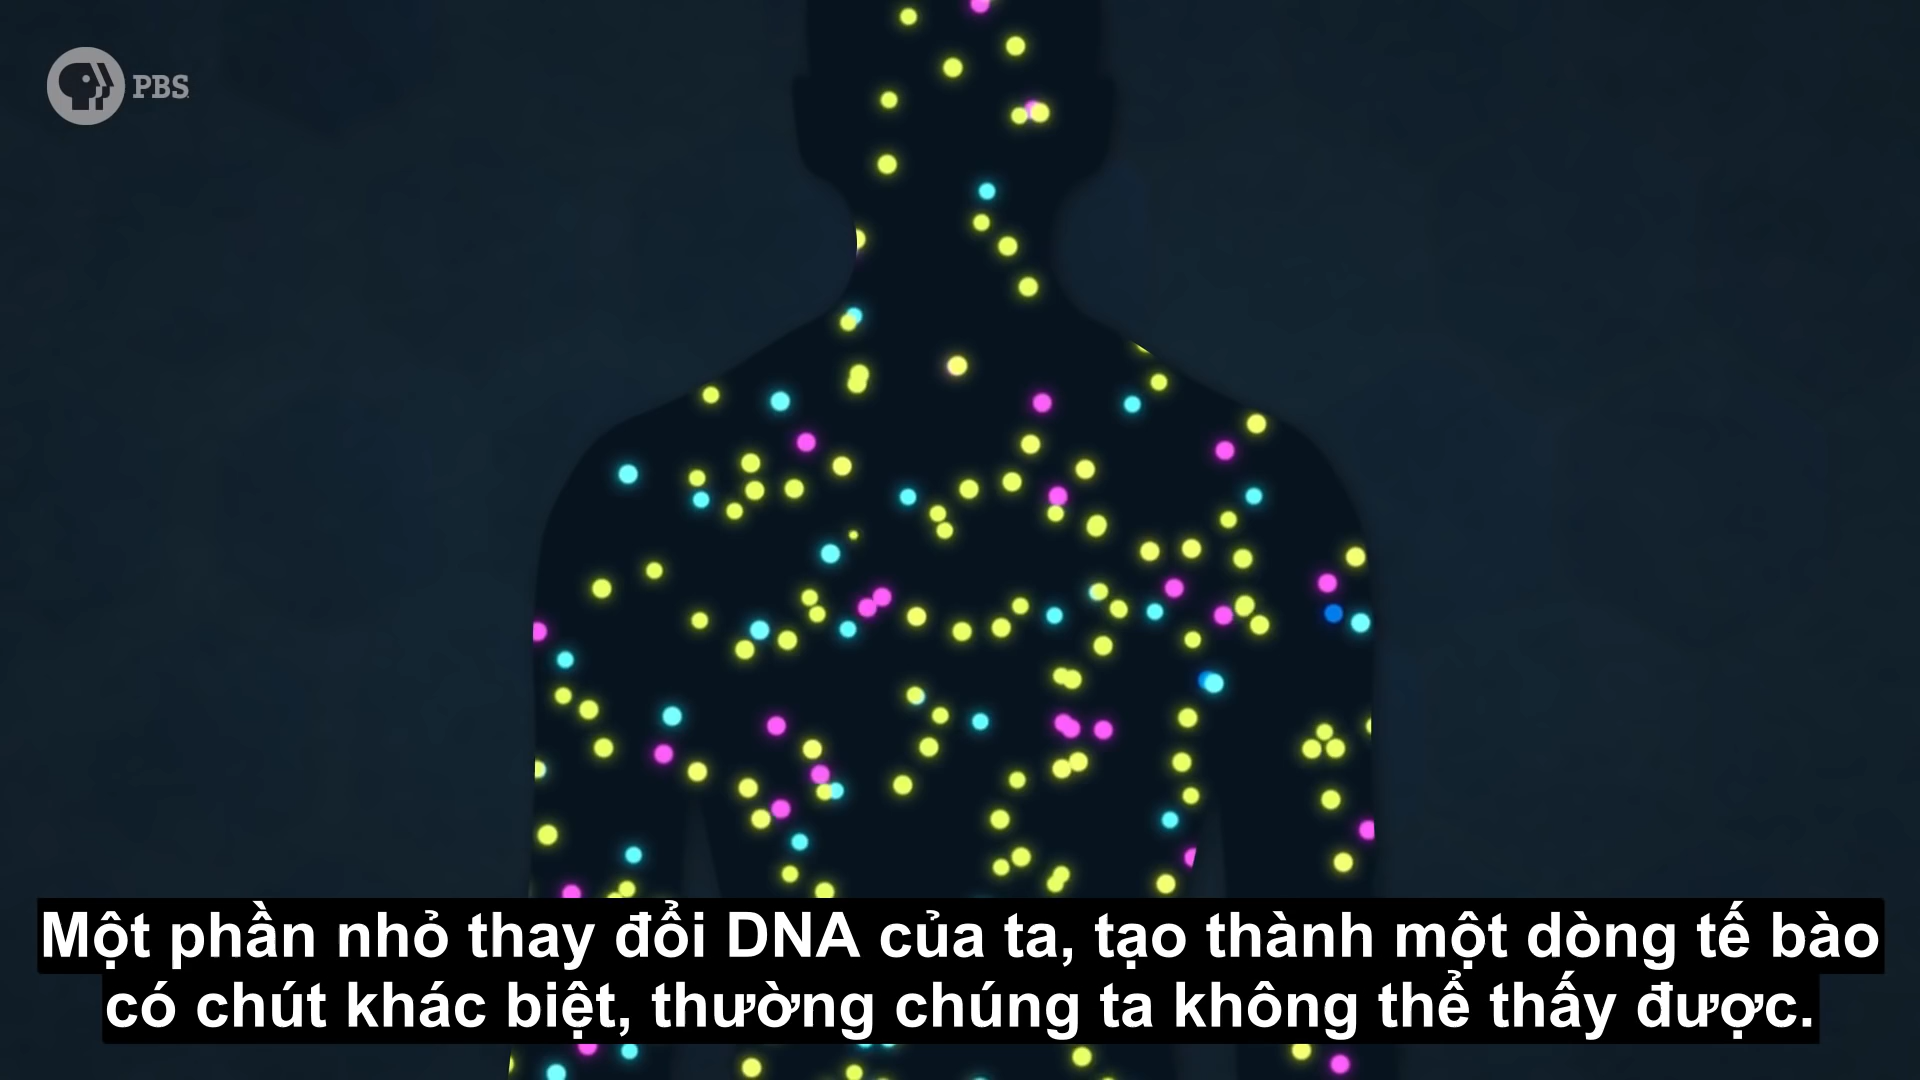 PBS
Một phần nhỏ thay đổi DNA của ta, tạo thành một dòng tế bào
có chút khác biệt, thường chúng ta không thể thấy được.